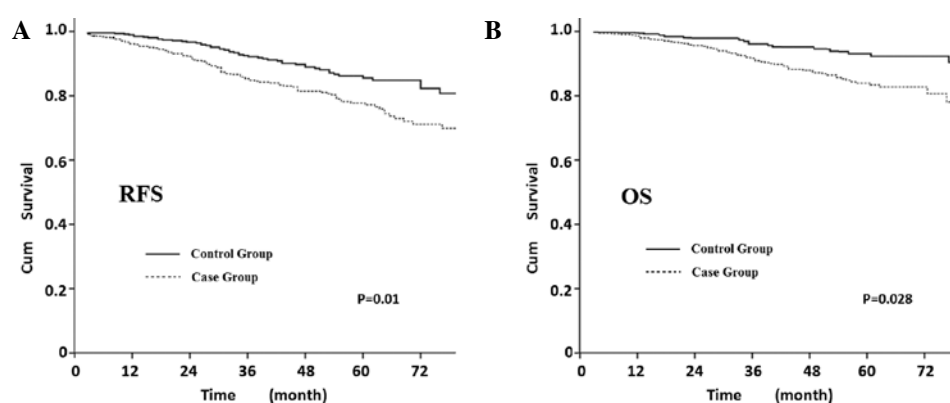 A
1.0
0.8
0.6
0.4
0.2
0
Cum Survival
RFS
Control Group
Case Group
P=0.01
0 12 24 36 48 60 72
Time (month)
B
1.0
0.8
0.6
0.4
0.2
0
Cum Survival
OS
Control Group
Case Group
P=0.028
0 12 24 36 48 60 72
Time (month)